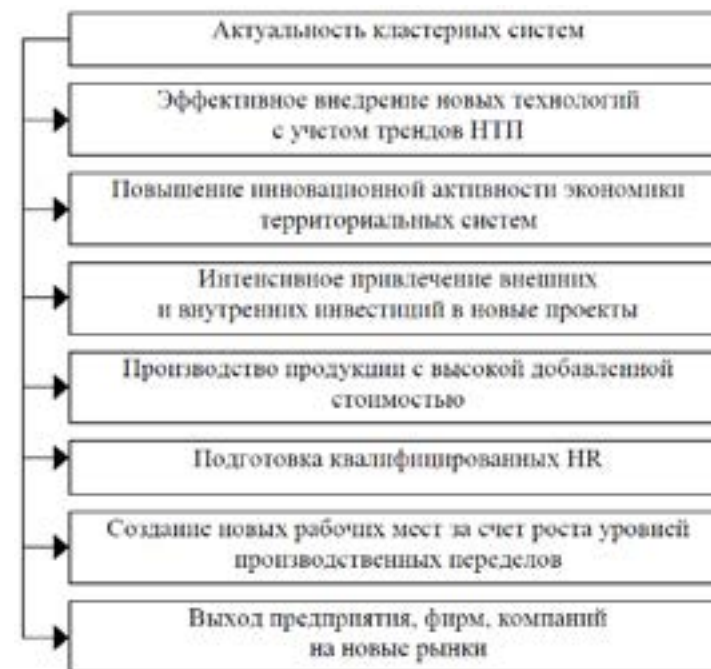 Актуальность кластерных систем
Эффективное внедрение новых технологий
с учетом трендов НТП
Повышение инновационной активности экономики
территориальных систем
Интенсивное привлечение внешних
и внутренних инвестиций в новые проекты
Производство продукции с высокой добавленной
стоимостью
Подготовка квалифицированных HR
Создание новых рабочих мест за счет роста уровней
производственных переделов
Выход предприятия, фирм, компаний
на новые рынки